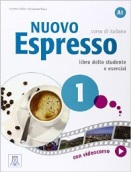 A1
NUOVO
Espresso
corso di italiano
libro dello studente
e esercizi
1
con videocorso